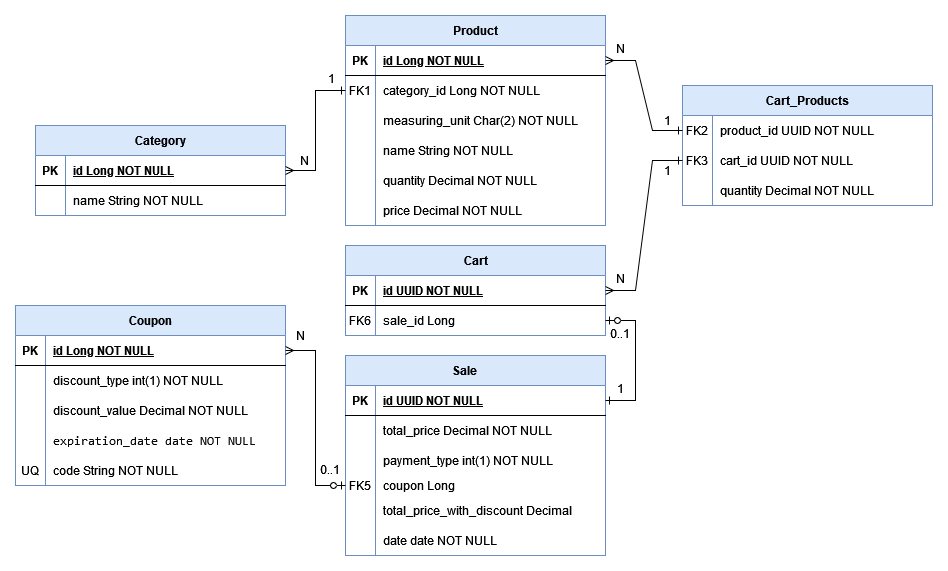 Product
PK id Long NOT NULL
FK1 category_id Long NOT NULL
measuring_unit Char(2) NOT NULL
name String NOT NULL
quantity Decimal NOT NULL
price Decimal NOT NULL
N
1
Cart_Products
FK2 product_id UUID NOT NULL
FK3 cart_id UUID NOT NULL
quantity Decimal NOT NULL
1
1
N
Category
PK id Long NOT NULL
name String NOT NULL
N
Cart
PK id UUID NOT NULL
FK6 sale_id Long
N
0..1
1
Coupon
PK id Long NOT NULL
discount_type int(1) NOT NULL
discount_value Decimal NOT NULL
expiration_date date NOT NULL
UQ code String NOT NULL
0..1
Sale
PK id UUID NOT NULL
total_price Decimal NOT NULL
payment_type int(1) NOT NULL
FK5 coupon Long
total_price_with_discount Decimal
date date NOT NULL